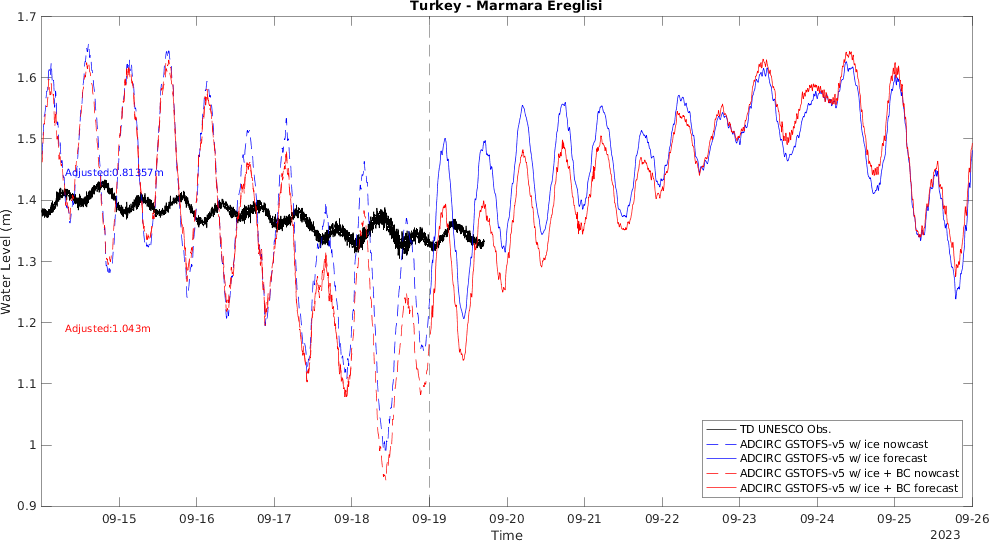 Turkey - Marmara Ereglisi
1.7
1.6
1.5
1.4
1.3
1.2
1.1
1
0.9
Water Level (m)
Adjusted:0.81357m
Adjusted:1.043m
TD UNESCO Obs.
ADCIRC GSTOFS-v5 w/ ice nowcast
ADCIRC GSTOFS-v5 w/ ice forecast
ADCIRC GSTOFS-v5 w/ ice + BC nowcast
ADCIRC GSTOFS-v5 w/ ice + BC forecast
09-15 09-16 09-17 09-18 09-19 09-20 09-21 09-22 09-23 09-24 09-25 09-26
Time
2023